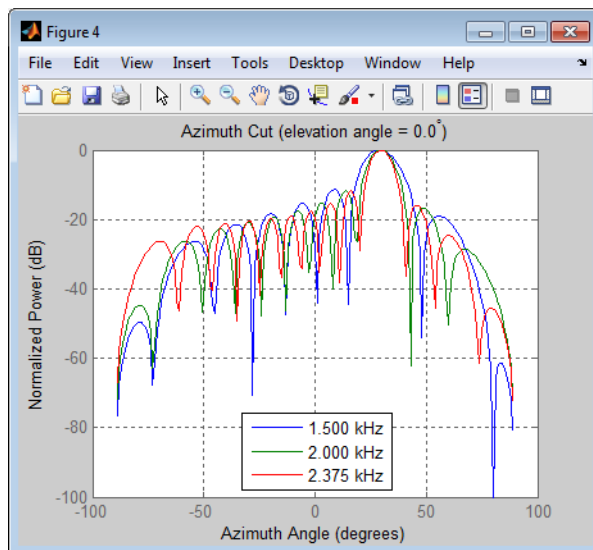 Figure 4
File Edit View Insert Tools Desktop Window Help
Azimuth Cut (elevation angle = 0.0°)
0
-20
-40
-60
-80
-100
Normalized Power (dB)
1.500 kHz
2.000 kHz
2.375 kHz
-100 -50 0 50 100
Azimuth Angle (degrees)